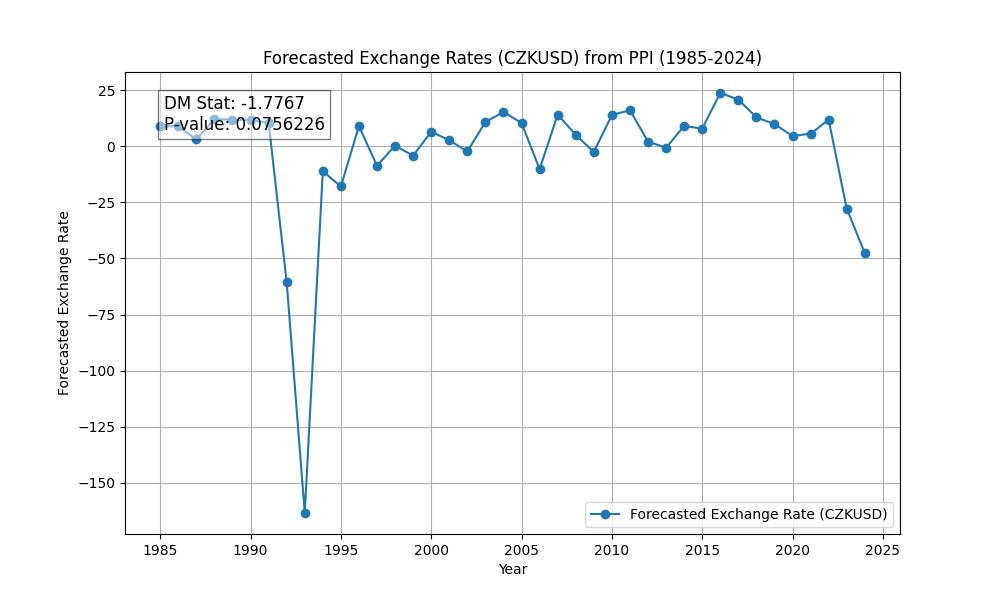 Forecasted Exchange Rates (CZKUSD) from PPI (1985-2024)
DM Stat: -1.7767
P-value: 0.0756226
Forecasted Exchange Rate
25
0
−25
−50
−75
−100
−125
−150
Forecasted Exchange Rate (CZKUSD)
1985 1990 1995 2000 2005 2010 2015 2020 2025
Year